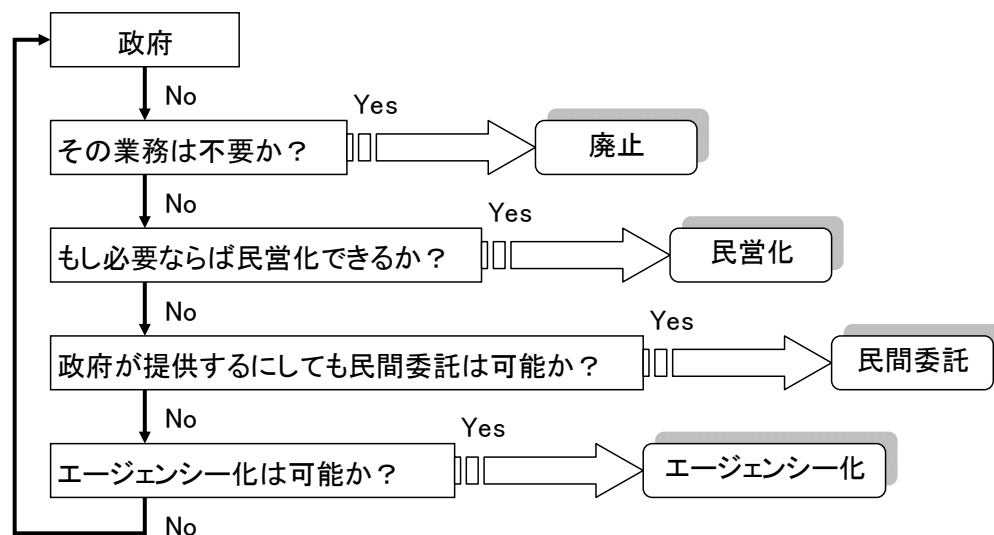 政府
No
Yes
その業務は不要か？
廃止
No
Yes
もし必要ならば民営化できるか？
民営化
No
Yes
政府が提供するにしても民間委託は可能か？
民間委託
No
Yes
エージェンシー化は可能か？
エージェンシー化
No